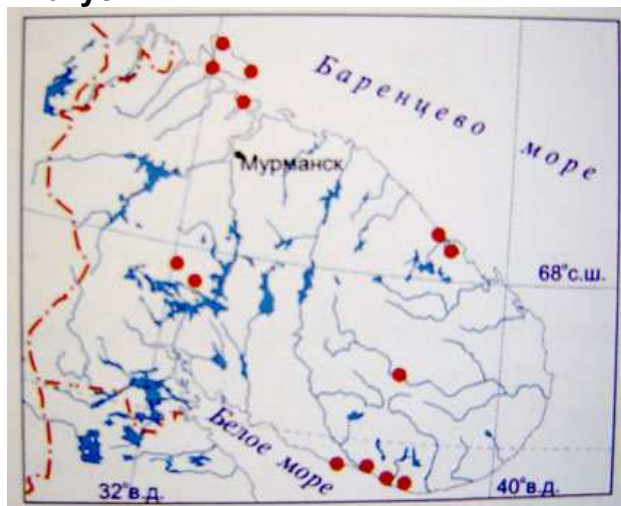 Баренцево море
Мурманск
68°с.ш.
Белое море
32°в.д.
40°в.д.